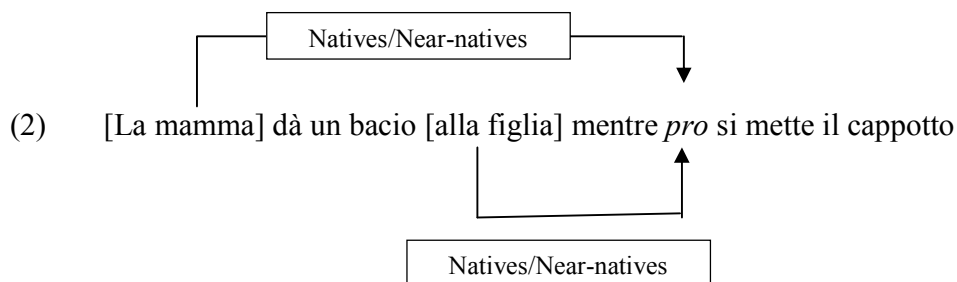 Natives/Near-natives
(2) [La mamma] dà un bacio [alla figlia] mentre pro si mette il cappotto
Natives/Near-natives